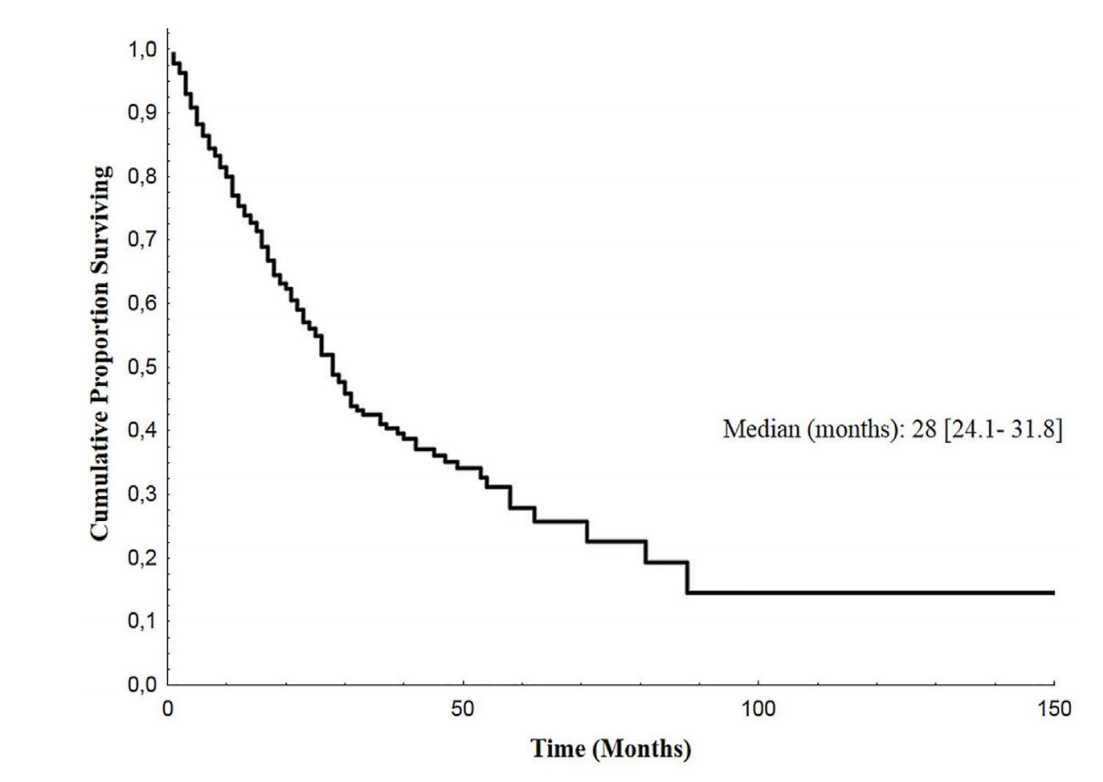 Cumulative Proportion Surviving
1,0
0,9
0,8
0,7
0,6
0,5
0,4
0,3
0,2
0,1
0,0
Median (months): 28 [24.1- 31.8]
0 50 100 150
Time (Months)